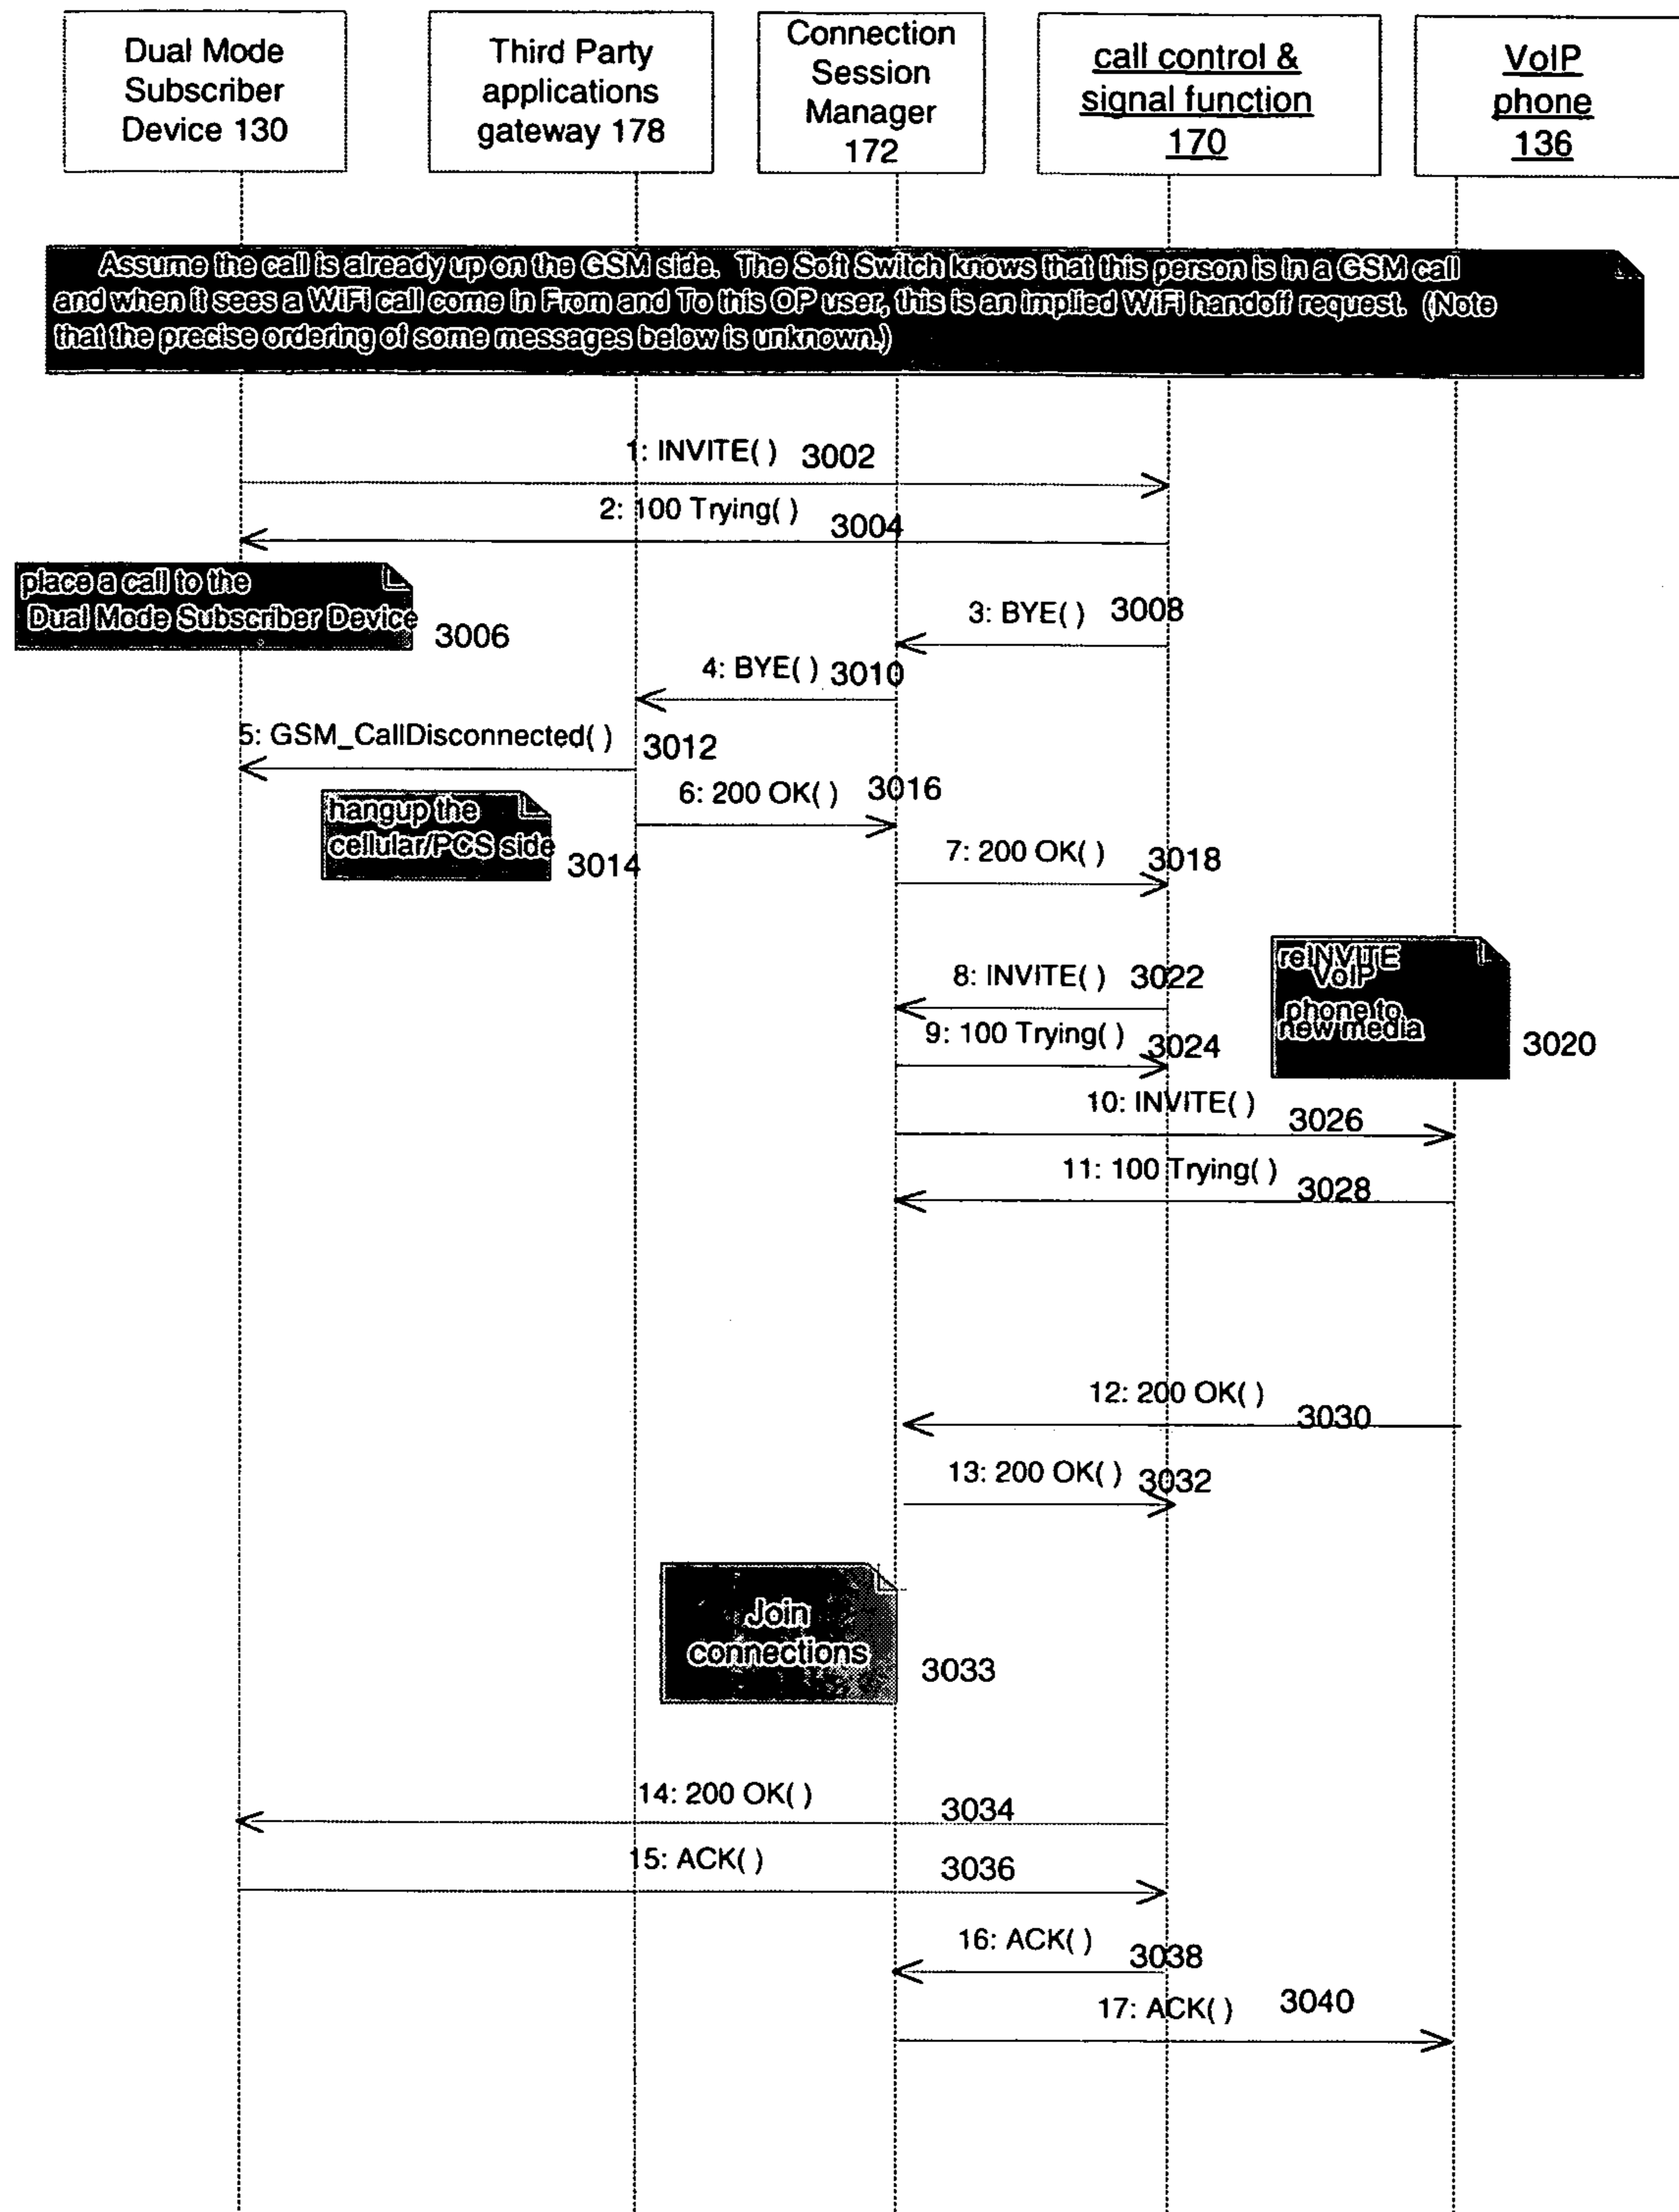 Dual Mode
Subscriber
Device 130
Third Party
applications
gateway 178
Connection
Session
Manager
172
call control &
signal function
170
VoIP
phone
136
Assume the call is already up on the GSM side. The Soft Switch knows that this person is in a GSM call
and when it sees a WiFi call come in From and To this OP user, this is an implied WiFi handoff request. (Note
that the precise ordering of some messages below is unknown.)
1: INVITE( ) 3002
2: 100 Trying( ) 3004
place a call to the
Dual Mode Subscriber Device
3006
3: BYE( ) 3008
4: BYE( ) 3010
5: GSM_CallDisconnected( ) 3012
6: 200 OK( ) 3016
hangup the
cellular/PCS side
3014
7: 200 OK( ) 3018
reINVITE
VoIP
phone to
new media
3020
8: INVITE( ) 3022
9: 100 Trying( ) 3024
10: INVITE( ) 3026
11: 100 Trying( ) 3028
12: 200 OK( ) 3030
13: 200 OK( ) 3032
Join
connections
3033
14: 200 OK( ) 3034
15: ACK( ) 3036
16: ACK( ) 3038
17: ACK( ) 3040